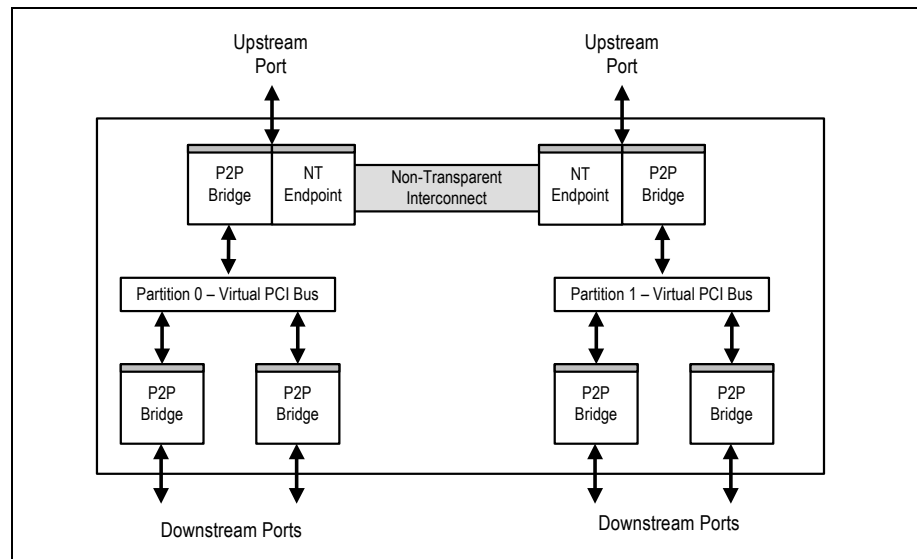 Upstream
Port
Upstream
Port
P2P
Bridge
NT
Endpoint
Non-Transparent
Interconnect
NT
Endpoint
P2P
Bridge
Partition 0 – Virtual PCI Bus
Partition 1 – Virtual PCI Bus
P2P
Bridge
P2P
Bridge
P2P
Bridge
P2P
Bridge
Downstream Ports
Downstream Ports